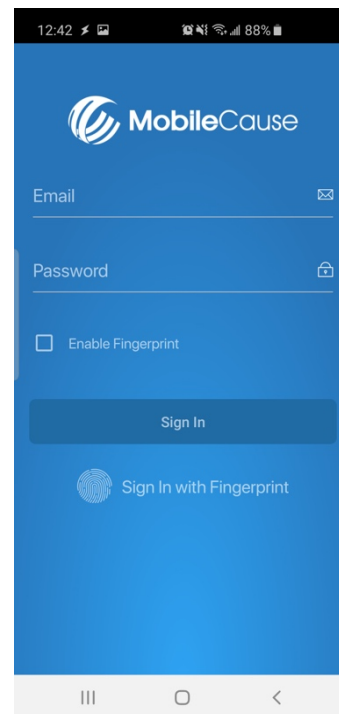 12:42 88%
MobileCause
Email
Password
Enable Fingerprint
Sign In
Sign In with Fingerprint